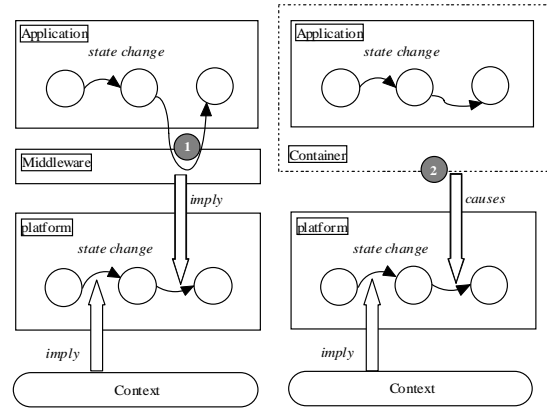 Application
state change
1
Middleware
imply
platform
state change
imply
Context
Application
state change
Container
2
causes
platform
state change
imply
Context